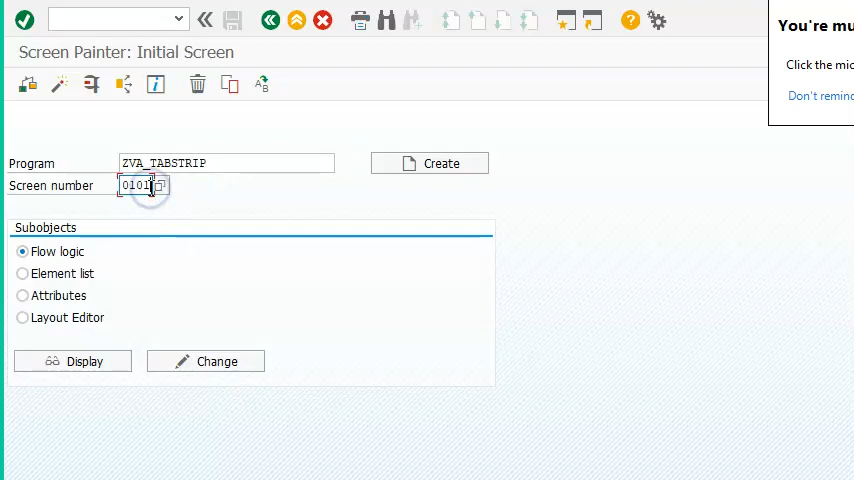 You're mu
Screen Painter: Initial Screen
Click the mic
Don't remind
Program ZVA_TABSTRIP Create
Screen number 0101
Subobjects
Flow logic
Element list
Attributes
Layout Editor
Display Change